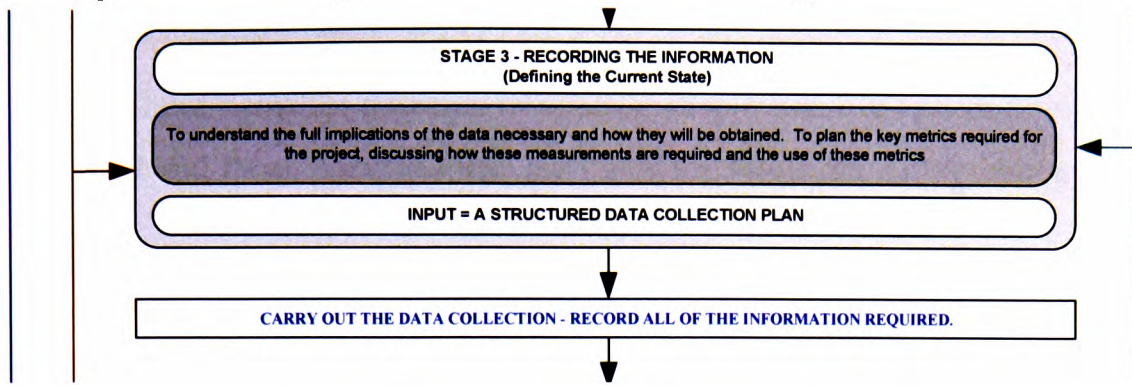 STAGE 3 - RECORDING THE INFORMATION
(Defining the Current State)
To understand the full implications of the data necessary and how they will be obtained. To plan the key metrics required for
the project, discussing how these measurements are required and the use of these metrics
INPUT = A STRUCTURED DATA COLLECTION PLAN
CARRY OUT THE DATA COLLECTION - RECORD ALL OF THE INFORMATION REQUIRED.